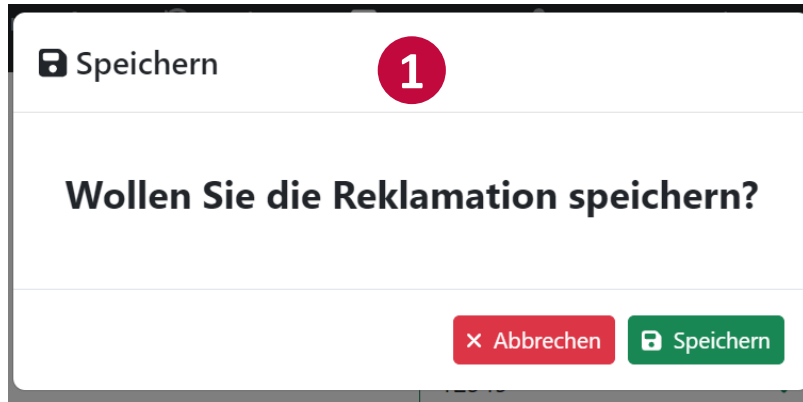 Speichern
1
Wollen Sie die Reklamation speichern?
Abbrechen
Speichern